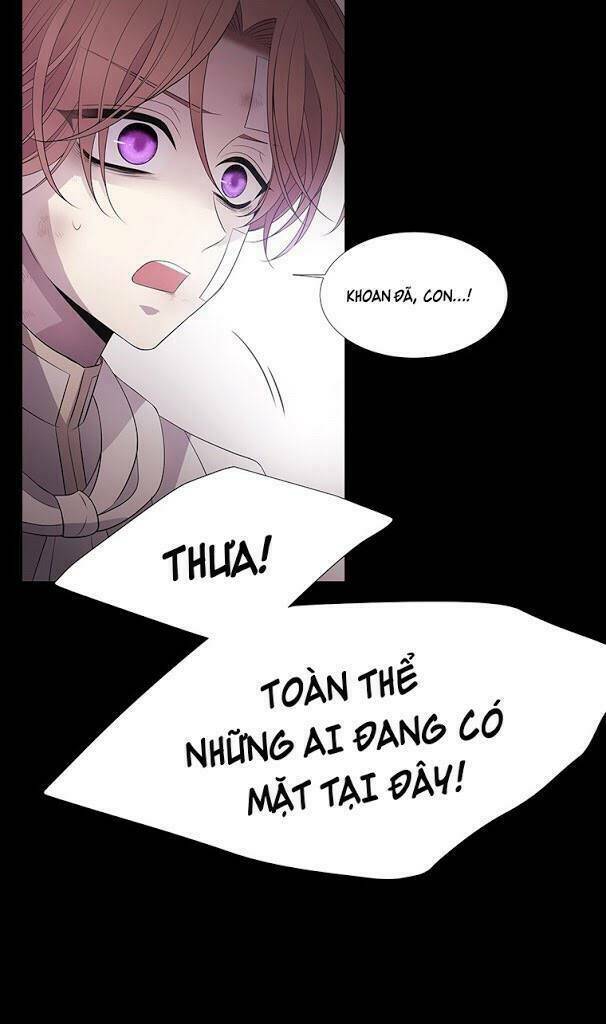 KHOAN ĐÃ, CON...!
THƯA!
TOÀN THỂ
NHỮNG AI ĐANG CÓ
MẶT TẠI ĐÂY!